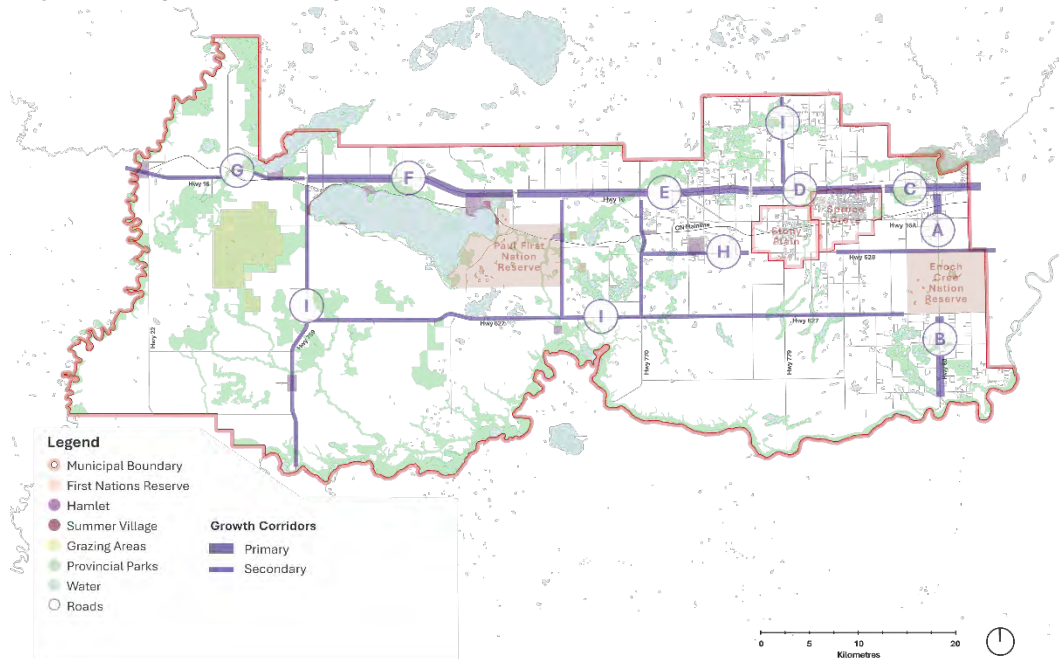 I
G
F
E
D
C
Hwy 16
Hwy 16
Spruce
Grove
CN Mainline
Stony
Plain
Hwy 16A
A
Paul First
Nation
Reserve
H
Hwy 628
Enoch
Cree
Nation
Reserve
I
I
Hwy 627
Hwy 627
Hwy 759
Hwy 22
Hwy 770
Hwy 779
B
Legend
Municipal Boundary
First Nations Reserve
Hamlet
Summer Village
Grazing Areas
Provincial Parks
Water
Roads
Growth Corridors
Primary
Secondary
0 5 10 20
Kilometres